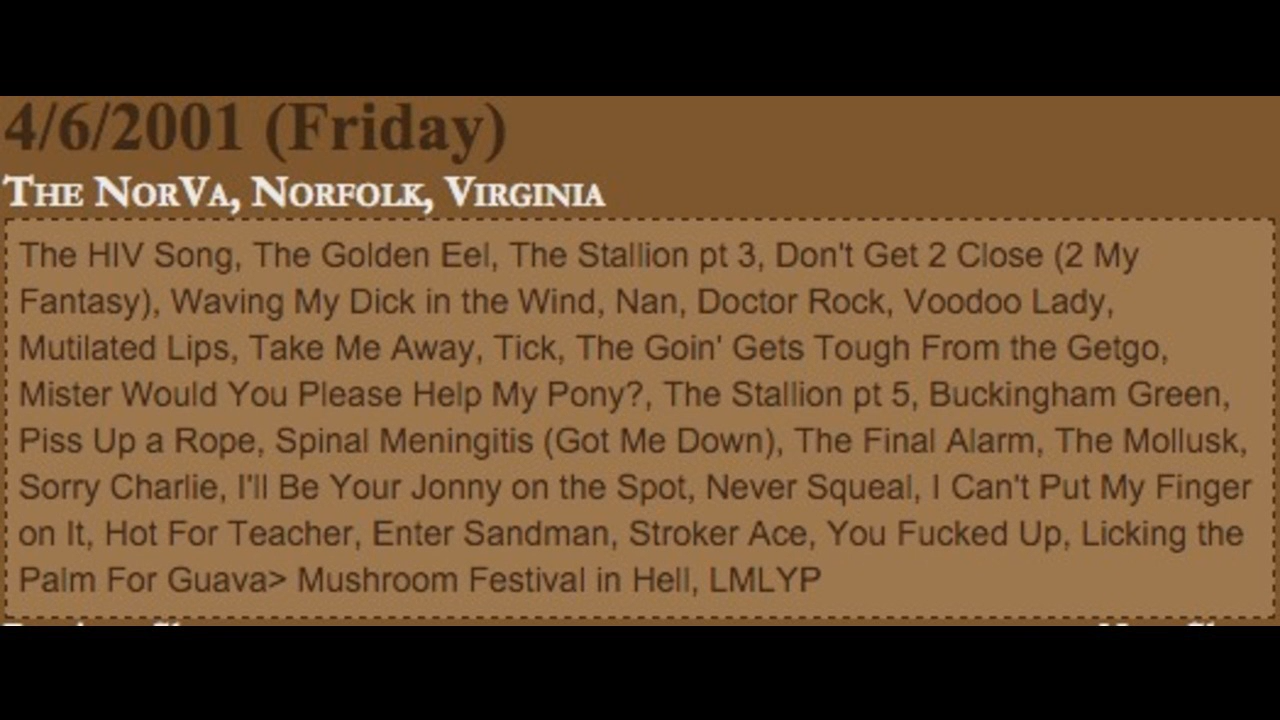 4/6/2001 (Friday)
The NorVa, Norfolk, Virginia
The HIV Song, The Golden Eel, The Stallion pt 3, Don't Get 2 Close (2 My
Fantasy), Waving My Dick in the Wind, Nan, Doctor Rock, Voodoo Lady,
Mutilated Lips, Take Me Away, Tick, The Goin' Gets Tough From the Getgo,
Mister Would You Please Help My Pony?, The Stallion pt 5, Buckingham Green,
Piss Up a Rope, Spinal Meningitis (Got Me Down), The Final Alarm, The Mollusk,
Sorry Charlie, I'll Be Your Jonny on the Spot, Never Squeal, I Can't Put My Finger
on It, Hot For Teacher, Enter Sandman, Stroker Ace, You Fucked Up, Licking the
Palm For Guava> Mushroom Festival in Hell, LMLYP